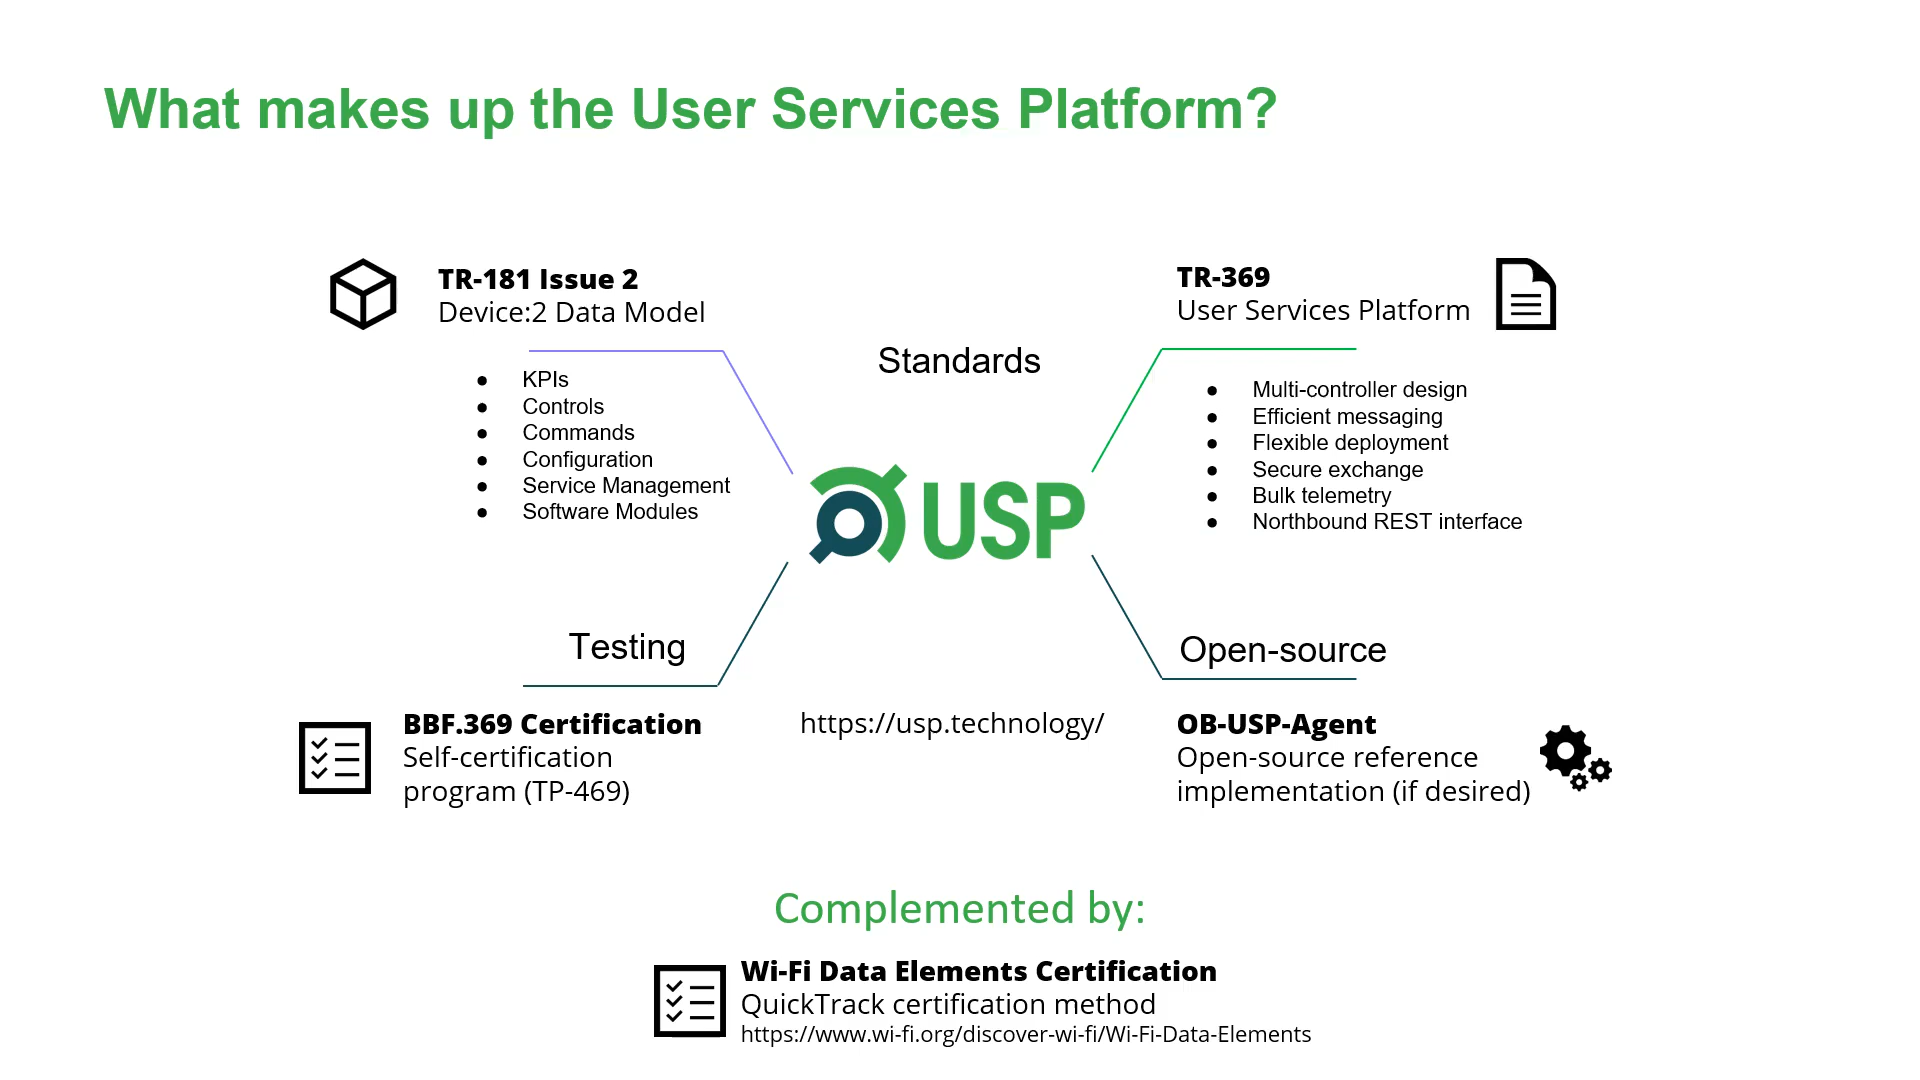 What makes up the User Services Platform?
TR-181 Issue 2
Device:2 Data Model
● KPIs
● Controls
● Commands
● Configuration
● Service Management
● Software Modules
Standards
TR-369
User Services Platform
● Multi-controller design
● Efficient messaging
● Flexible deployment
● Secure exchange
● Bulk telemetry
● Northbound REST interface
USP
Testing
BBF.369 Certification
Self-certification
program (TP-469)
https://usp.technology/
Open-source
OB-USP-Agent
Open-source reference
implementation (if desired)
Complemented by:
Wi-Fi Data Elements Certification
QuickTrack certification method
https://www.wi-fi.org/discover-wi-fi/Wi-Fi-Data-Elements